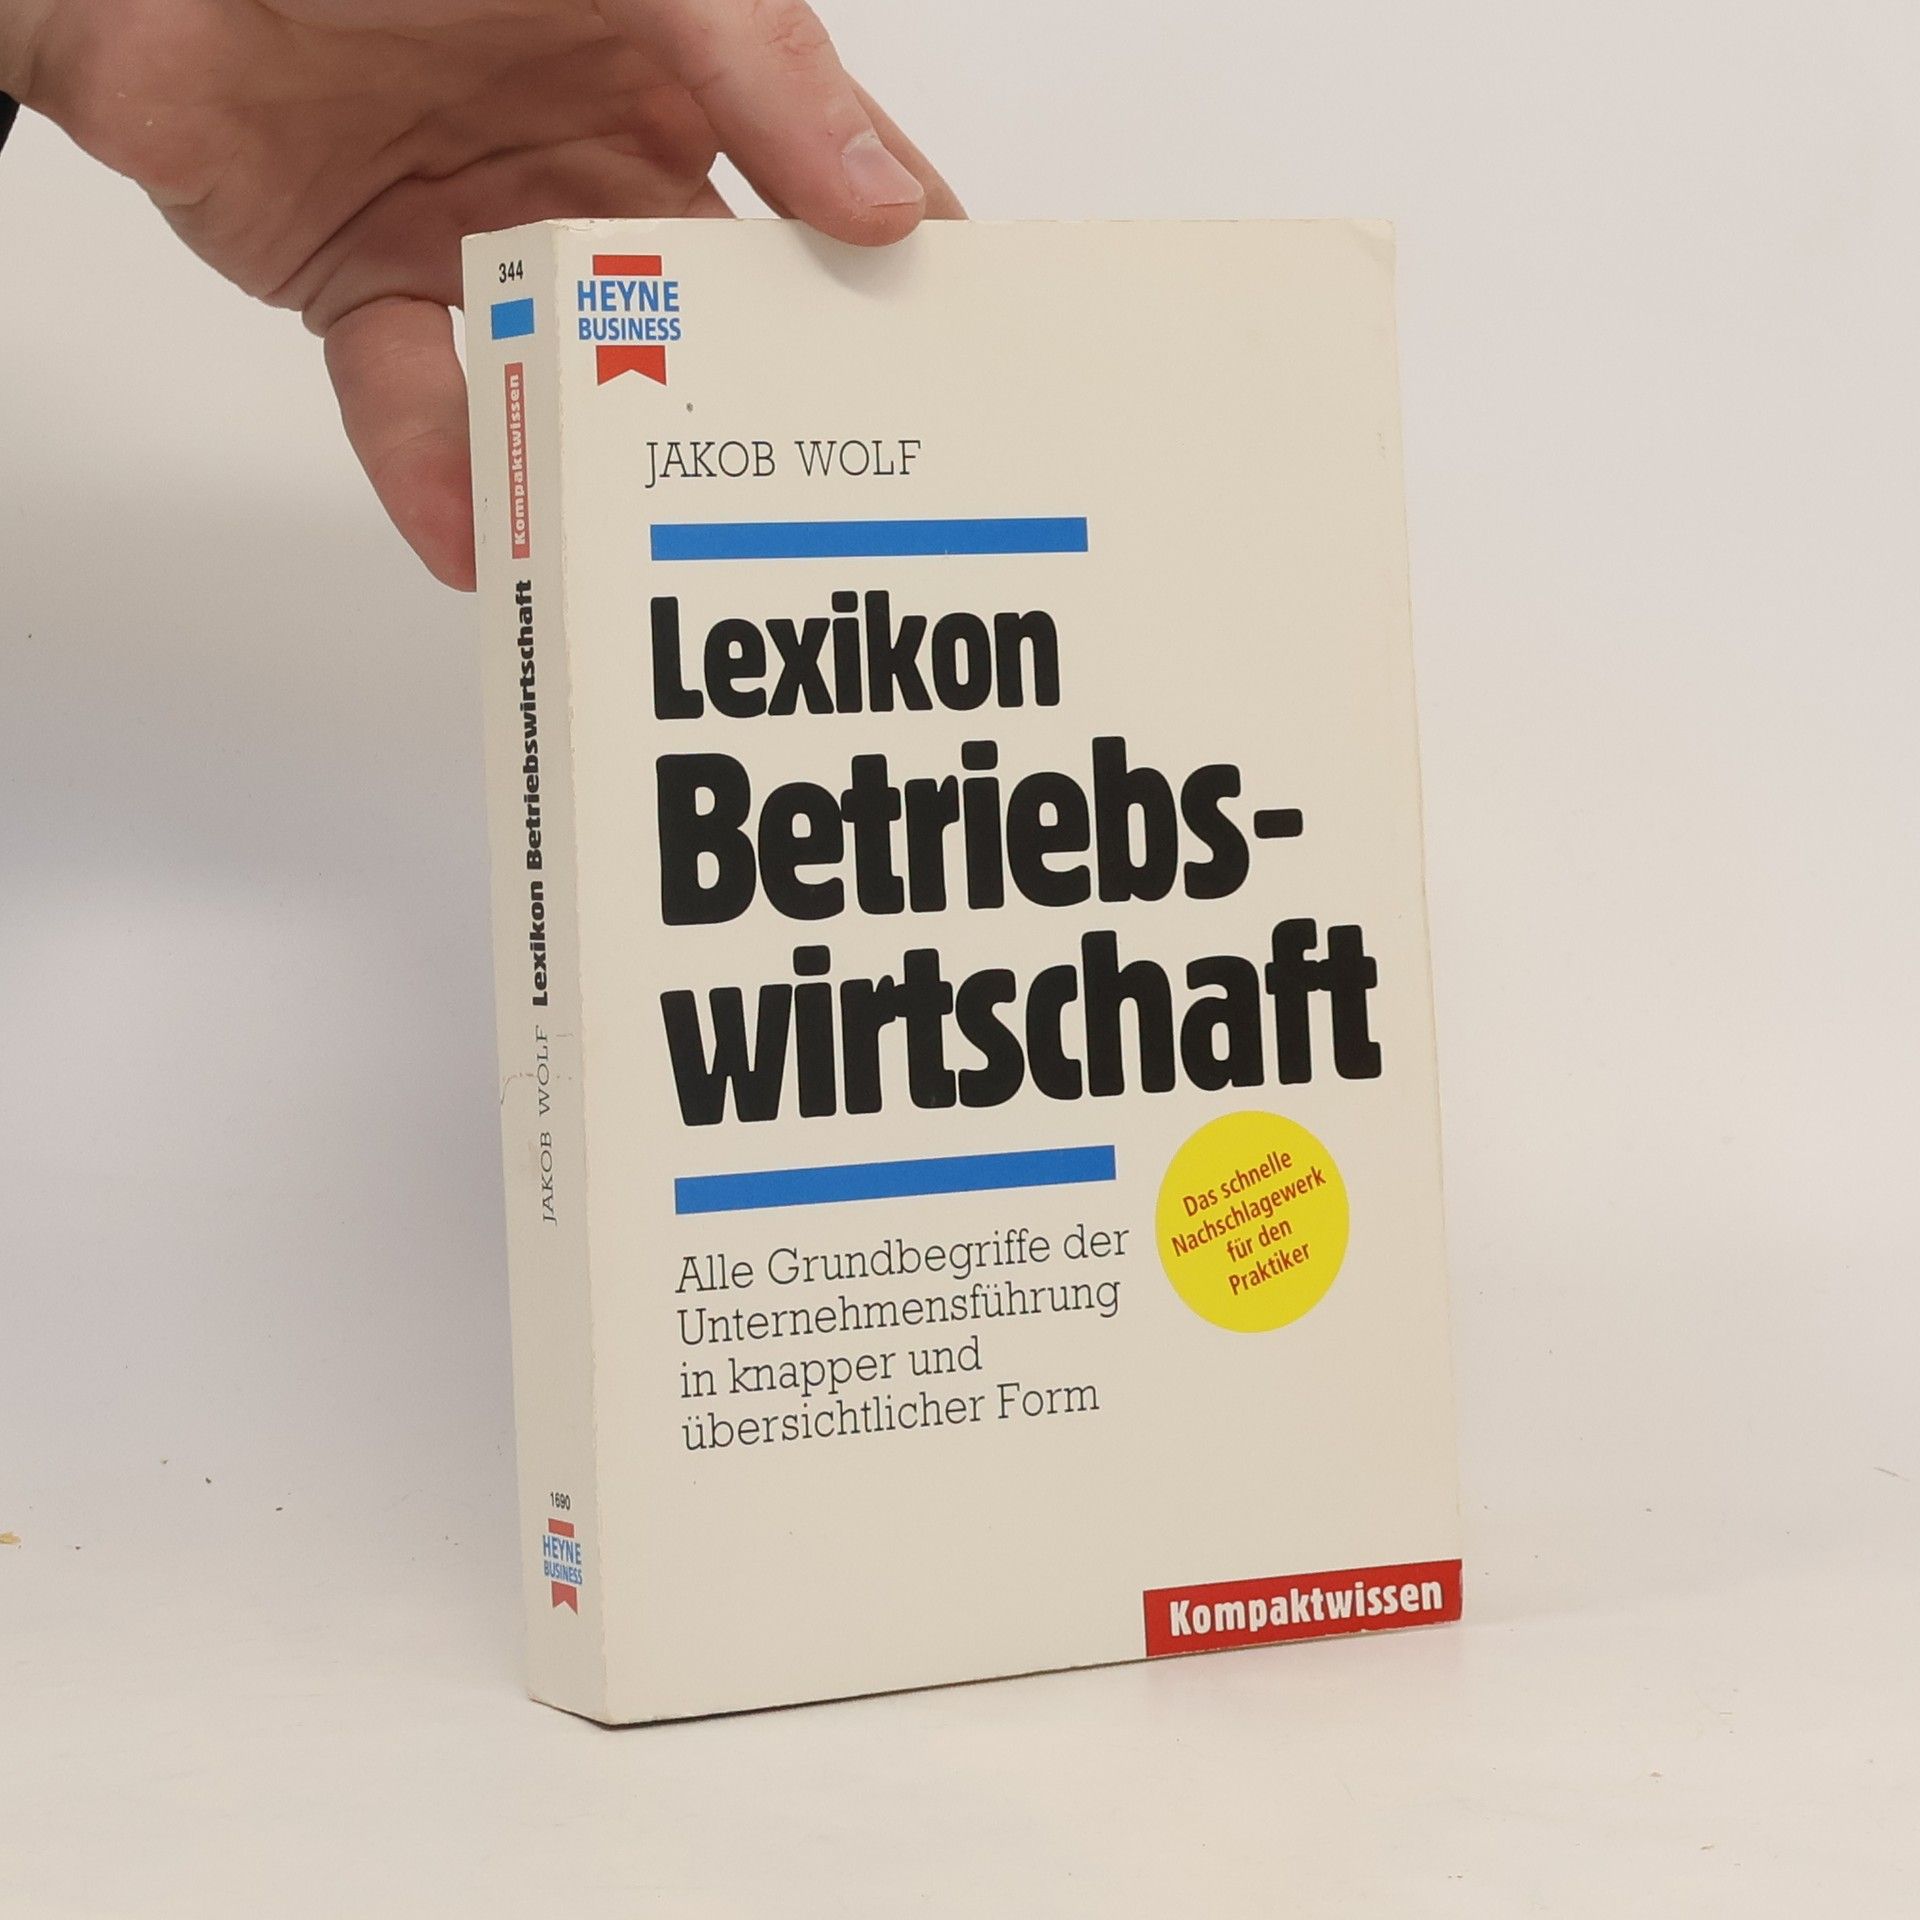 344
Kompaktwissen
Lexikon Betriebswirtschaft
JAKOB WOLF
1690
HEYNE
BUSINESS
HEYNE
BUSINESS
JAKOB WOLF
Lexikon
Betriebs-
wirtschaft
Das schnelle
Nachschlagewerk
für den
Praktiker
Alle Grundbegriffe der
Unternehmensführung
in knapper und
übersichtlicher Form
Kompaktwissen